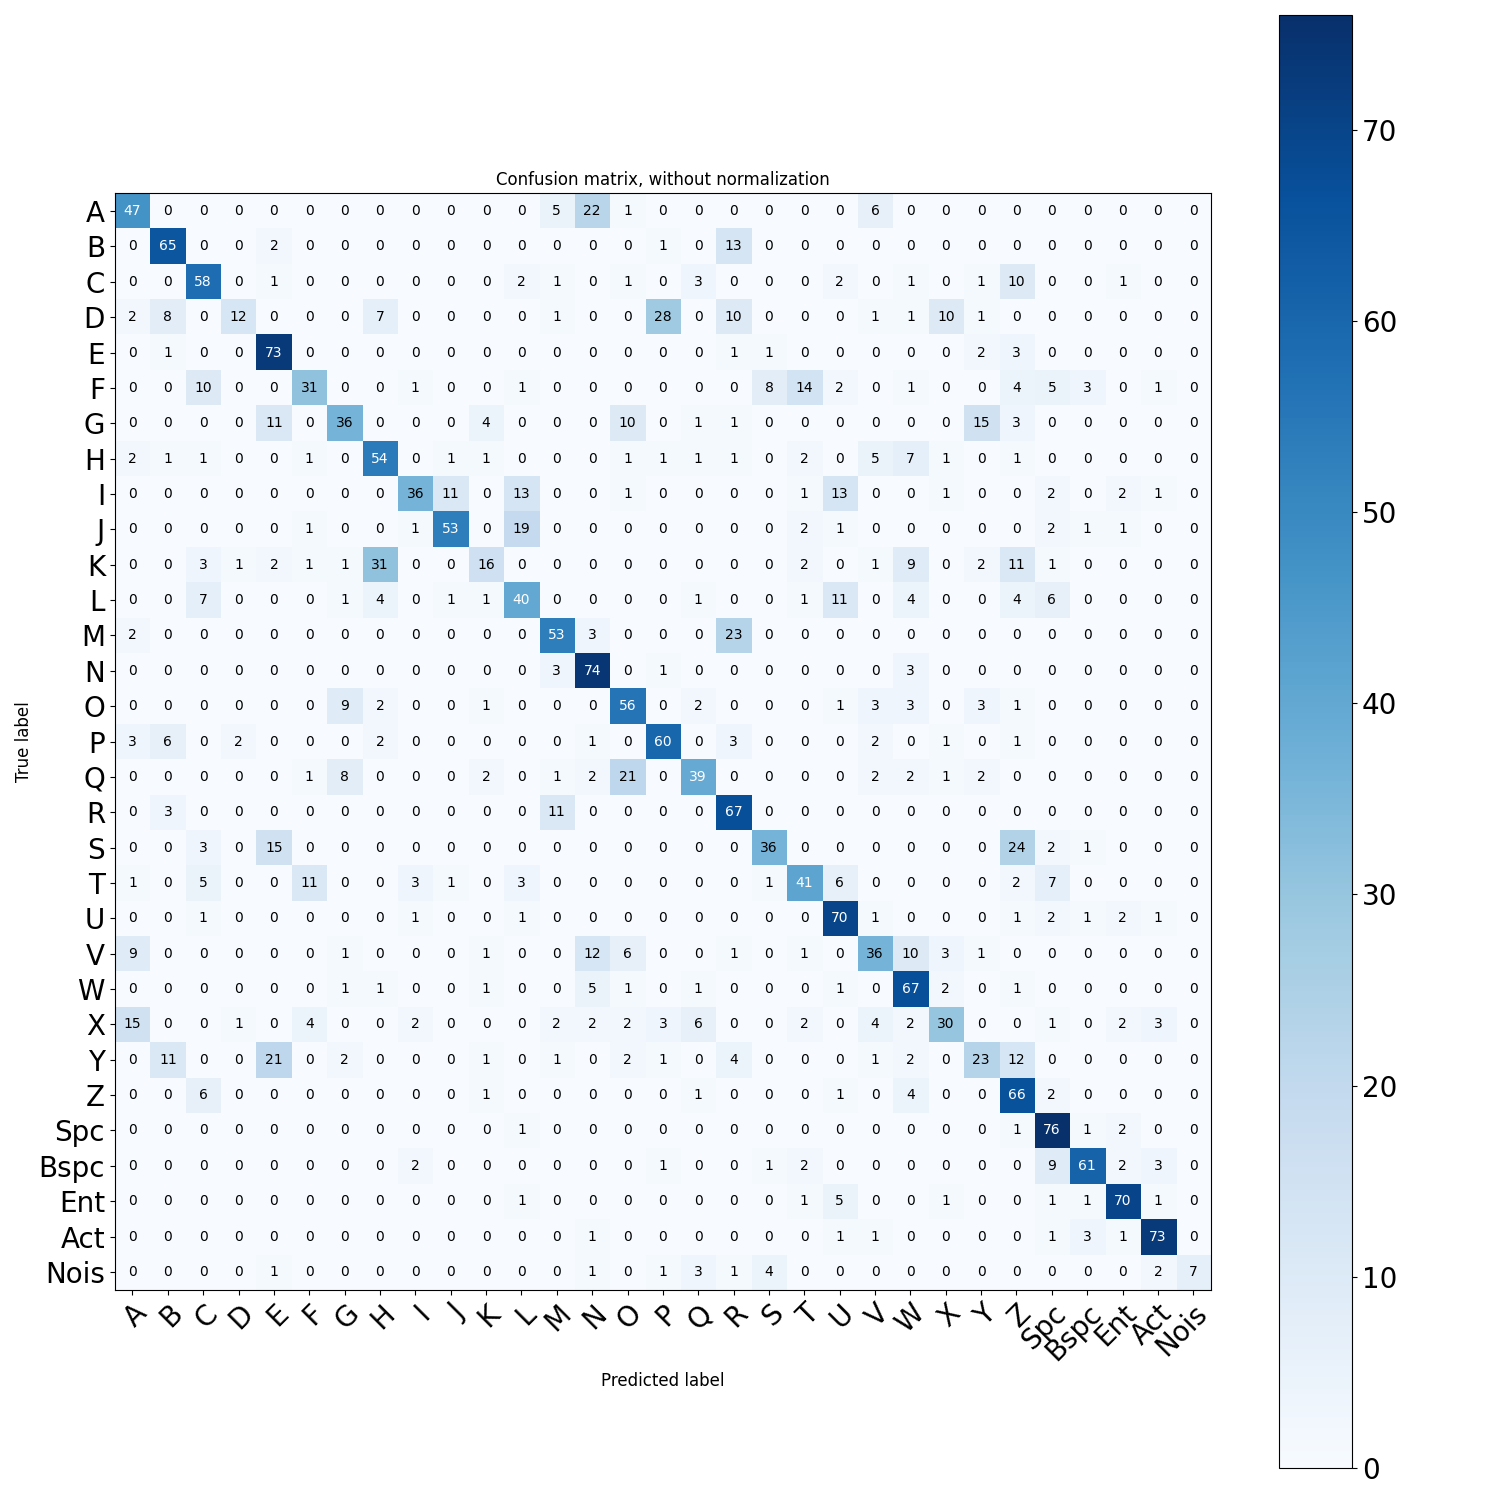 Confusion matrix, without normalization
A 47 0 0 0 0 0 0 0 0 0 0 0 5 22 1 0 0 0 0 0 0 6 0 0 0 0 0 0 0 0 0
B 0 65 0 0 2 0 0 0 0 0 0 0 0 0 0 1 0 13 0 0 0 0 0 0 0 0 0 0 0 0 0
C 0 0 58 0 1 0 0 0 0 0 0 2 1 0 1 0 3 0 0 0 2 0 1 0 1 10 0 0 1 0 0
D 2 8 0 12 0 0 0 7 0 0 0 0 1 0 0 28 0 10 0 0 0 1 1 10 1 0 0 0 0 0 0
E 0 1 0 0 73 0 0 0 0 0 0 0 0 0 0 0 0 1 1 0 0 0 0 0 2 3 0 0 0 0 0
F 0 0 10 0 0 31 0 0 1 0 0 1 0 0 0 0 0 0 8 14 2 0 1 0 0 4 5 3 0 1 0
G 0 0 0 0 11 0 36 0 0 0 4 0 0 0 10 0 1 1 0 0 0 0 0 0 15 3 0 0 0 0 0
H 2 1 1 0 0 1 0 54 0 1 1 0 0 0 1 1 1 1 0 2 0 5 7 1 0 1 0 0 0 0 0
I 0 0 0 0 0 0 0 0 36 11 0 13 0 0 1 0 0 0 0 1 13 0 0 1 0 0 2 0 2 1 0
J 0 0 0 0 0 1 0 0 1 53 0 19 0 0 0 0 0 0 0 2 1 0 0 0 0 0 2 1 1 0 0
K 0 0 3 1 2 1 1 31 0 0 16 0 0 0 0 0 0 0 0 2 0 1 9 0 2 11 1 0 0 0 0
L 0 0 7 0 0 0 1 4 0 1 1 40 0 0 0 0 1 0 0 1 11 0 4 0 0 4 6 0 0 0 0
M 2 0 0 0 0 0 0 0 0 0 0 0 53 3 0 0 0 23 0 0 0 0 0 0 0 0 0 0 0 0 0
N 0 0 0 0 0 0 0 0 0 0 0 0 3 74 0 1 0 0 0 0 0 0 3 0 0 0 0 0 0 0 0
O 0 0 0 0 0 0 9 2 0 0 1 0 0 0 56 0 2 0 0 0 1 3 3 0 3 1 0 0 0 0 0
P 3 6 0 2 0 0 0 2 0 0 0 0 0 1 0 60 0 3 0 0 0 2 0 1 0 1 0 0 0 0 0
Q 0 0 0 0 0 1 8 0 0 0 2 0 1 2 21 0 39 0 0 0 0 2 2 1 2 0 0 0 0 0 0
R 0 3 0 0 0 0 0 0 0 0 0 0 11 0 0 0 0 67 0 0 0 0 0 0 0 0 0 0 0 0 0
S 0 0 3 0 15 0 0 0 0 0 0 0 0 0 0 0 0 0 36 0 0 0 0 0 0 24 2 1 0 0 0
T 1 0 5 0 0 11 0 0 3 1 0 3 0 0 0 0 0 0 1 41 6 0 0 0 0 2 7 0 0 0 0
U 0 0 1 0 0 0 0 0 1 0 0 1 0 0 0 0 0 0 0 0 70 1 0 0 0 1 2 1 2 1 0
V 9 0 0 0 0 0 1 0 0 0 1 0 0 12 6 0 0 1 0 1 0 36 10 3 1 0 0 0 0 0 0
W 0 0 0 0 0 0 1 1 0 0 1 0 0 5 1 0 1 0 0 0 1 0 67 2 0 1 0 0 0 0 0
X 15 0 0 1 0 4 0 0 2 0 0 0 2 2 2 3 6 0 0 2 0 4 2 30 0 0 1 0 2 3 0
Y 0 11 0 0 21 0 2 0 0 0 1 0 1 0 2 1 0 4 0 0 0 1 2 0 23 12 0 0 0 0 0
Z 0 0 6 0 0 0 0 0 0 0 1 0 0 0 0 0 1 0 0 0 1 0 4 0 0 66 2 0 0 0 0
Spc 0 0 0 0 0 0 0 0 0 0 0 1 0 0 0 0 0 0 0 0 0 0 0 0 0 1 76 1 2 0 0
Bspc 0 0 0 0 0 0 0 0 2 0 0 0 0 0 0 1 0 0 1 2 0 0 0 0 0 0 9 61 2 3 0
Ent 0 0 0 0 0 0 0 0 0 0 0 1 0 0 0 0 0 0 0 1 5 0 0 1 0 0 1 1 70 1 0
Act 0 0 0 0 0 0 0 0 0 0 0 0 0 1 0 0 0 0 0 0 1 1 0 0 0 0 1 3 1 73 0
Nois 0 0 0 0 1 0 0 0 0 0 0 0 0 1 0 1 3 1 4 0 0 0 0 0 0 0 0 0 0 2 7
A B C D E F G H I J K L M N O P Q R S T U V W X Y Z Spc Bspc Ent Act Nois
Predicted label
True label
70
60
50
40
30
20
10
0